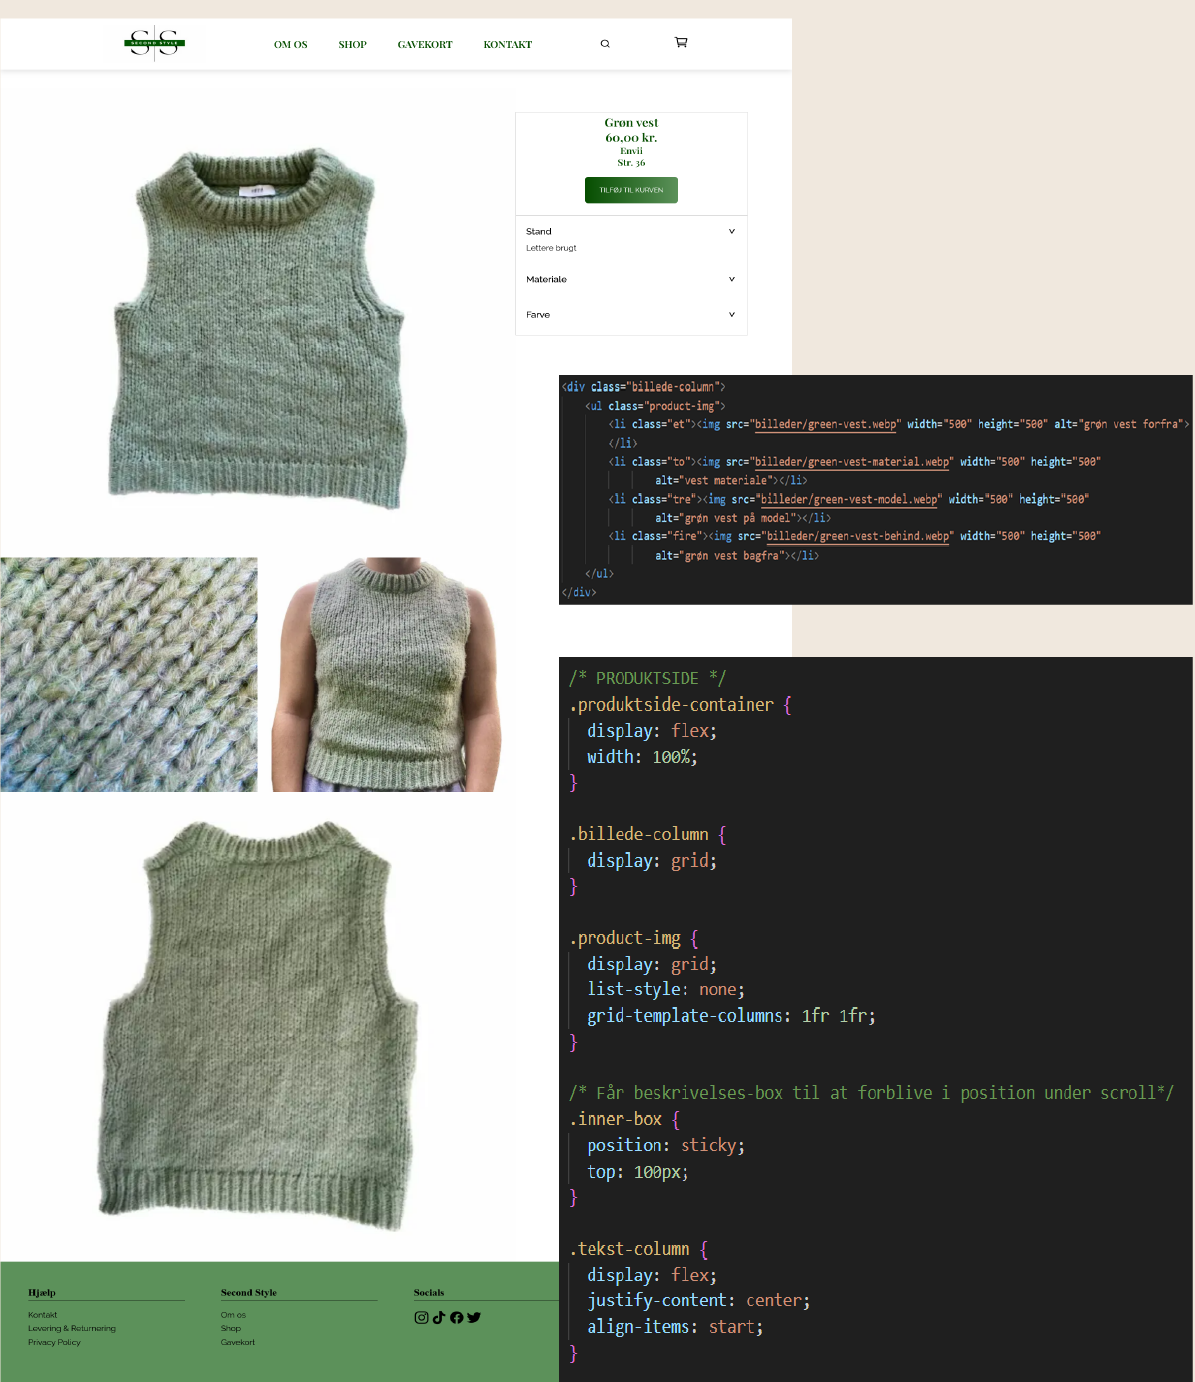 S S
SECOND STYLE
OM OS
SHOP
GAVEKORT
KONTAKT
Grøn vest
60,00 kr.
Envii
Str. 36
TILFØJ TIL KURVEN
Stand
Lettere brugt
Materiale
Farve
<div class="billede-column">
<ul class="product-img">
<li class="et"><img src="billeder/green-vest.webp" width="500" height="500" alt="grøn vest forfra">
</li>
<li class="to"><img src="billeder/green-vest-material.webp" width="500" height="500"
alt="vest materiale"></li>
<li class="tre"><img src="billeder/green-vest-model.webp" width="500" height="500"
alt="grøn vest på model"></li>
<li class="fire"><img src="billeder/green-vest-behind.webp" width="500" height="500"
alt="grøn vest bagfra"></li>
</ul>
</div>
/* PRODUKTSIDE */
.produktside-container {
display: flex;
width: 100%;
}
.billede-column {
display: grid;
}
.product-img {
display: grid;
list-style: none;
grid-template-columns: 1fr 1fr;
}
/* Får beskrivelses-box til at forblive i position under scroll*/
.inner-box {
position: sticky;
top: 100px;
}
.tekst-column {
display: flex;
justify-content: center;
align-items: start;
}
Hjælp
Kontakt
Levering & Returnering
Privacy Policy
Second Style
Om os
Shop
Gavekort
Socials